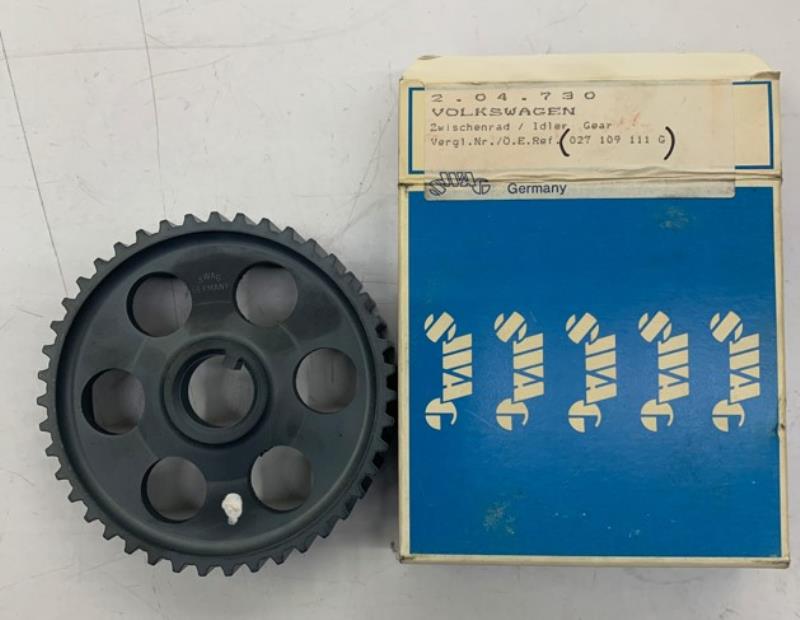 2.04.730
VOLKSWAGEN
Zwischenrad / Idler Gear
Vergl.Nr./O.E.Ref. (027 109 111 G)
SWAG Germany
SWAG SWAG SWAG SWAG SWAG
SWAG
GERMANY